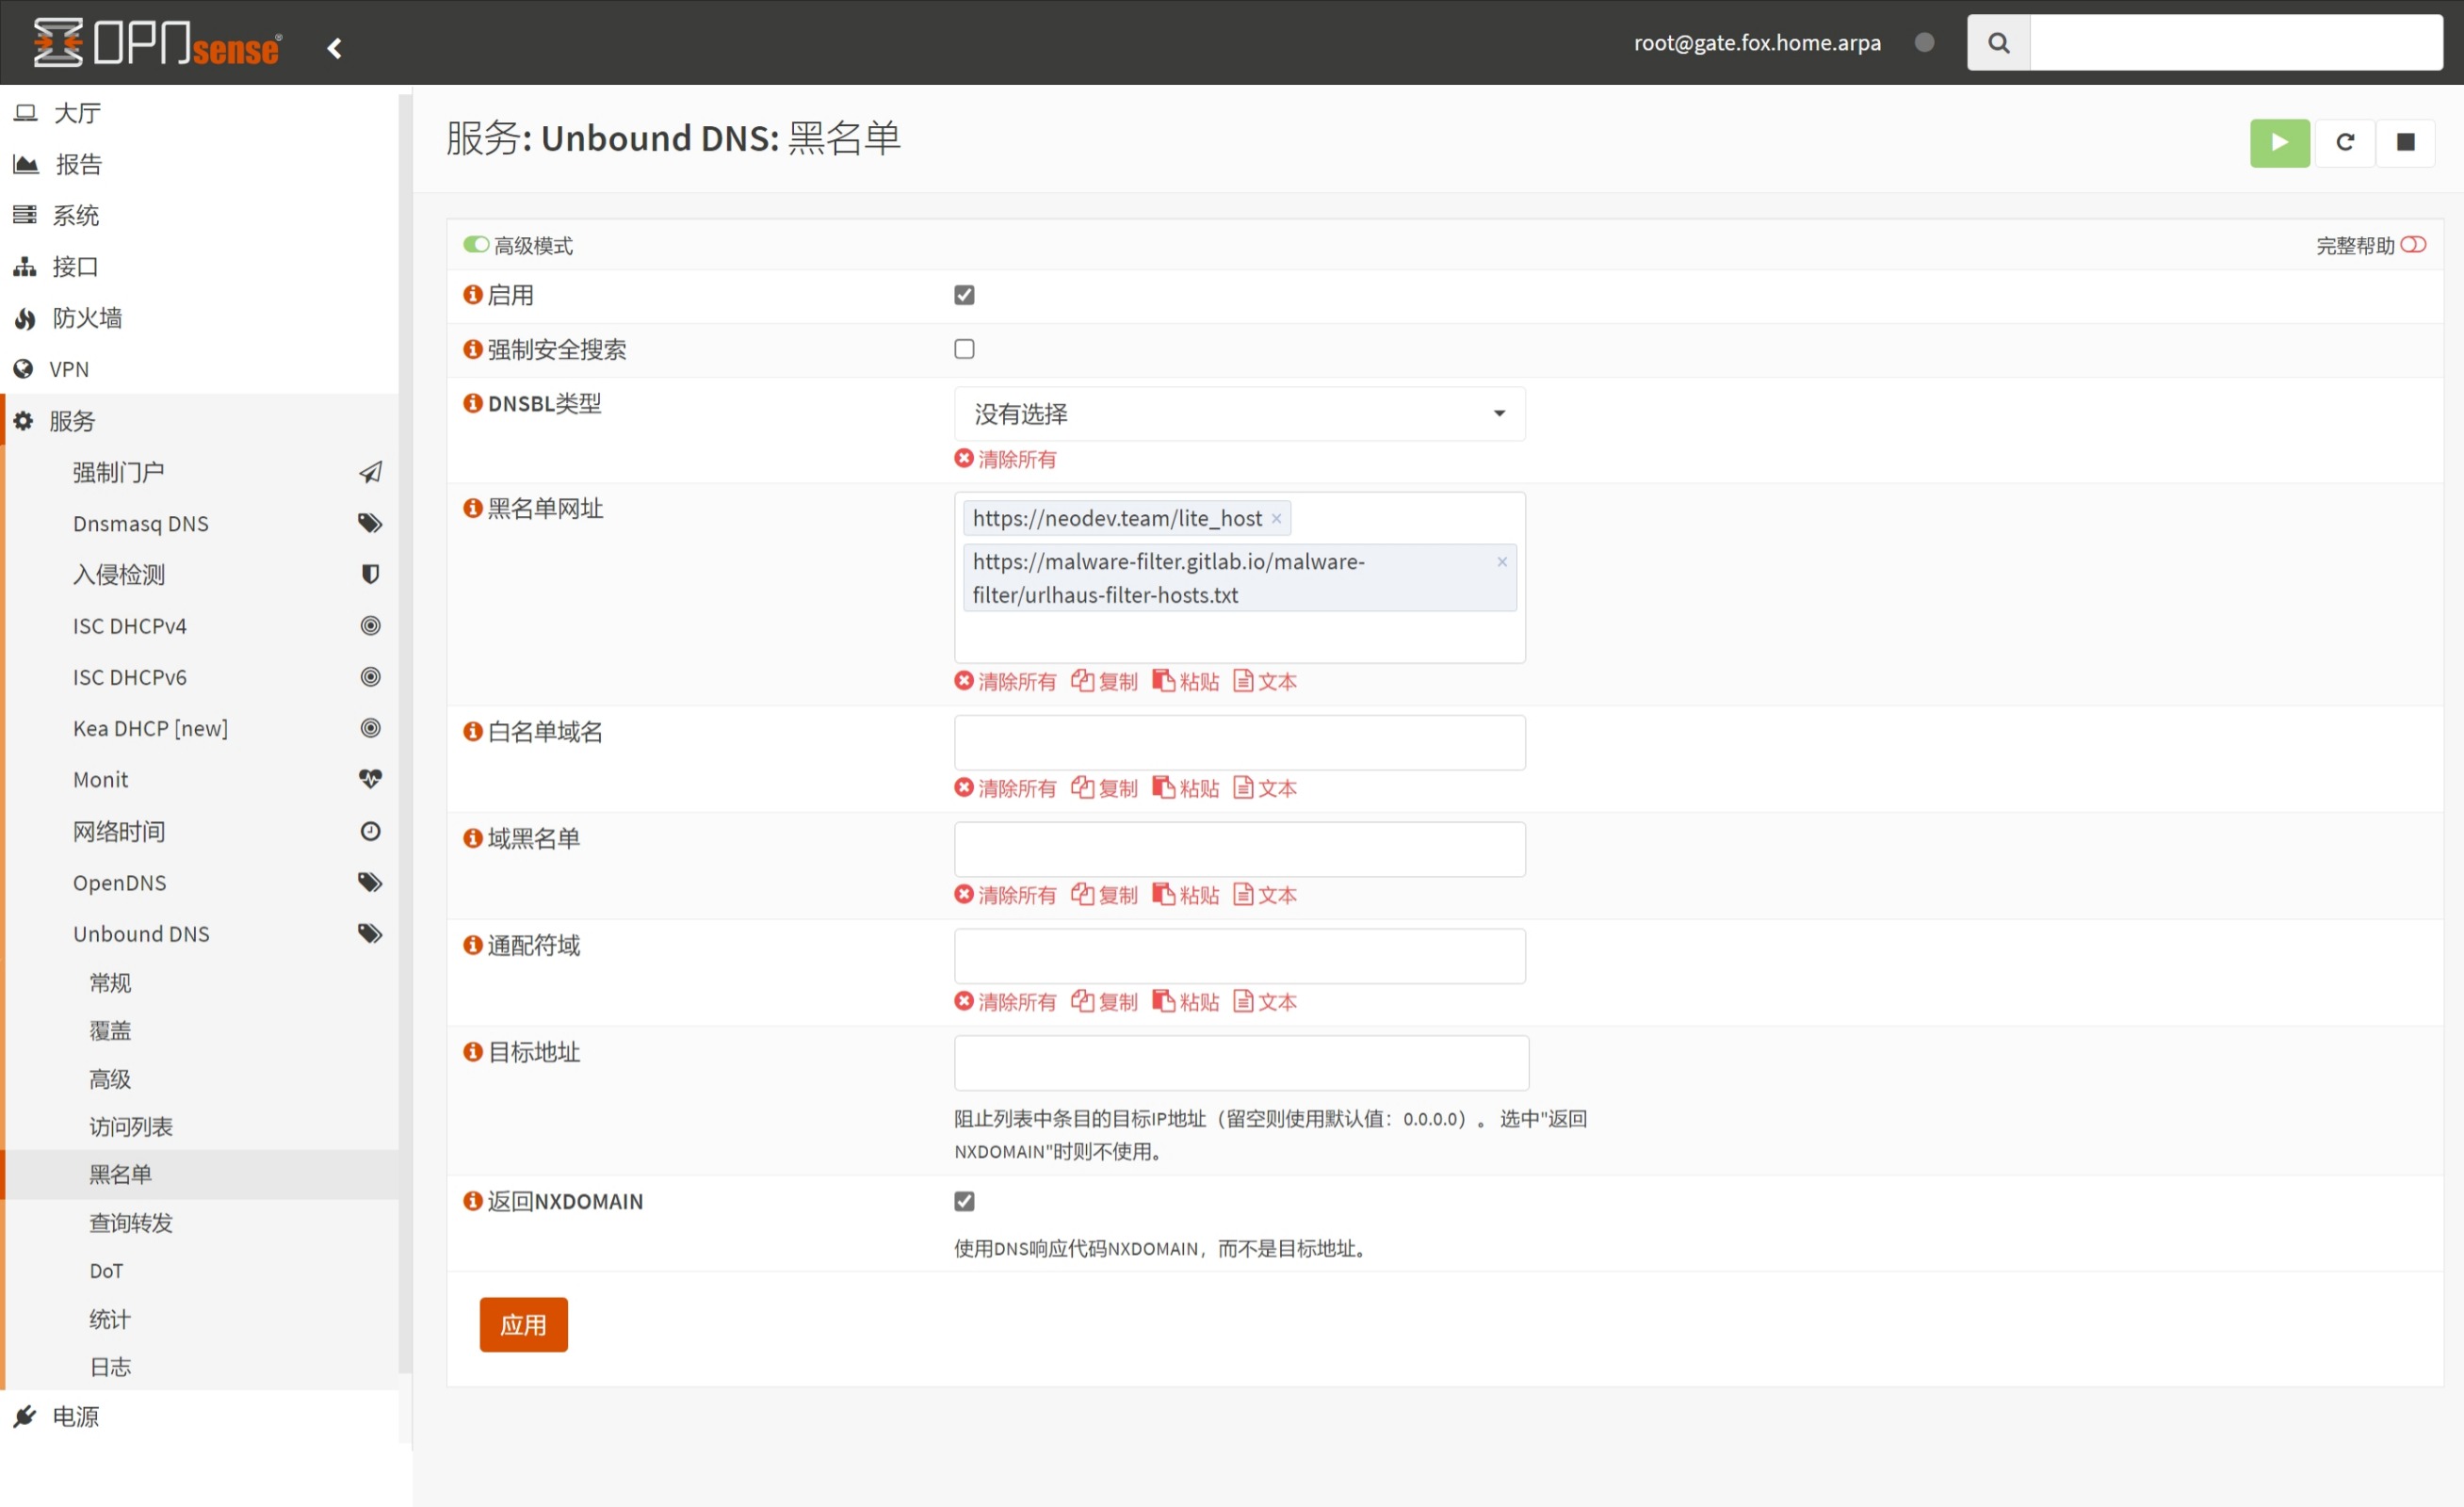 OPNsense®
root@gate.fox.home.arpa
大厅
报告
系统
接口
防火墙
VPN
服务
强制门户
Dnsmasq DNS
入侵检测
ISC DHCPv4
ISC DHCPv6
Kea DHCP [new]
Monit
网络时间
OpenDNS
Unbound DNS
常规
覆盖
高级
访问列表
黑名单
查询转发
DoT
统计
日志
电源
服务: Unbound DNS: 黑名单
高级模式
完整帮助
启用
强制安全搜索
DNSBL类型
没有选择
清除所有
黑名单网址
https://neodev.team/lite_host ×
https://malware-filter.gitlab.io/malware- ×
filter/urlhaus-filter-hosts.txt
清除所有 复制 粘贴 文本
白名单域名
清除所有 复制 粘贴 文本
域黑名单
清除所有 复制 粘贴 文本
通配符域
清除所有 复制 粘贴 文本
目标地址
阻止列表中条目的目标IP地址（留空则使用默认值：0.0.0.0）。 选中"返回
NXDOMAIN"时则不使用。
返回NXDOMAIN
使用DNS响应代码NXDOMAIN，而不是目标地址。
应用